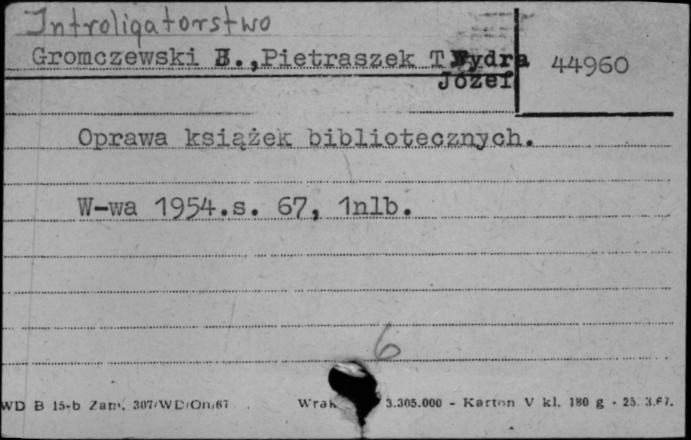 Introligatorstwo
Gromczewski B.,Pietraszek T Wydra
Józef
44960
Oprawa książek bibliotecznych.
W-wa 1954.s. 67, 1nlb.
6
WD B 15-b Zam. 307/WD/On/67 3.305.000 - Karton V kl. 180 g - 25. 3.67.